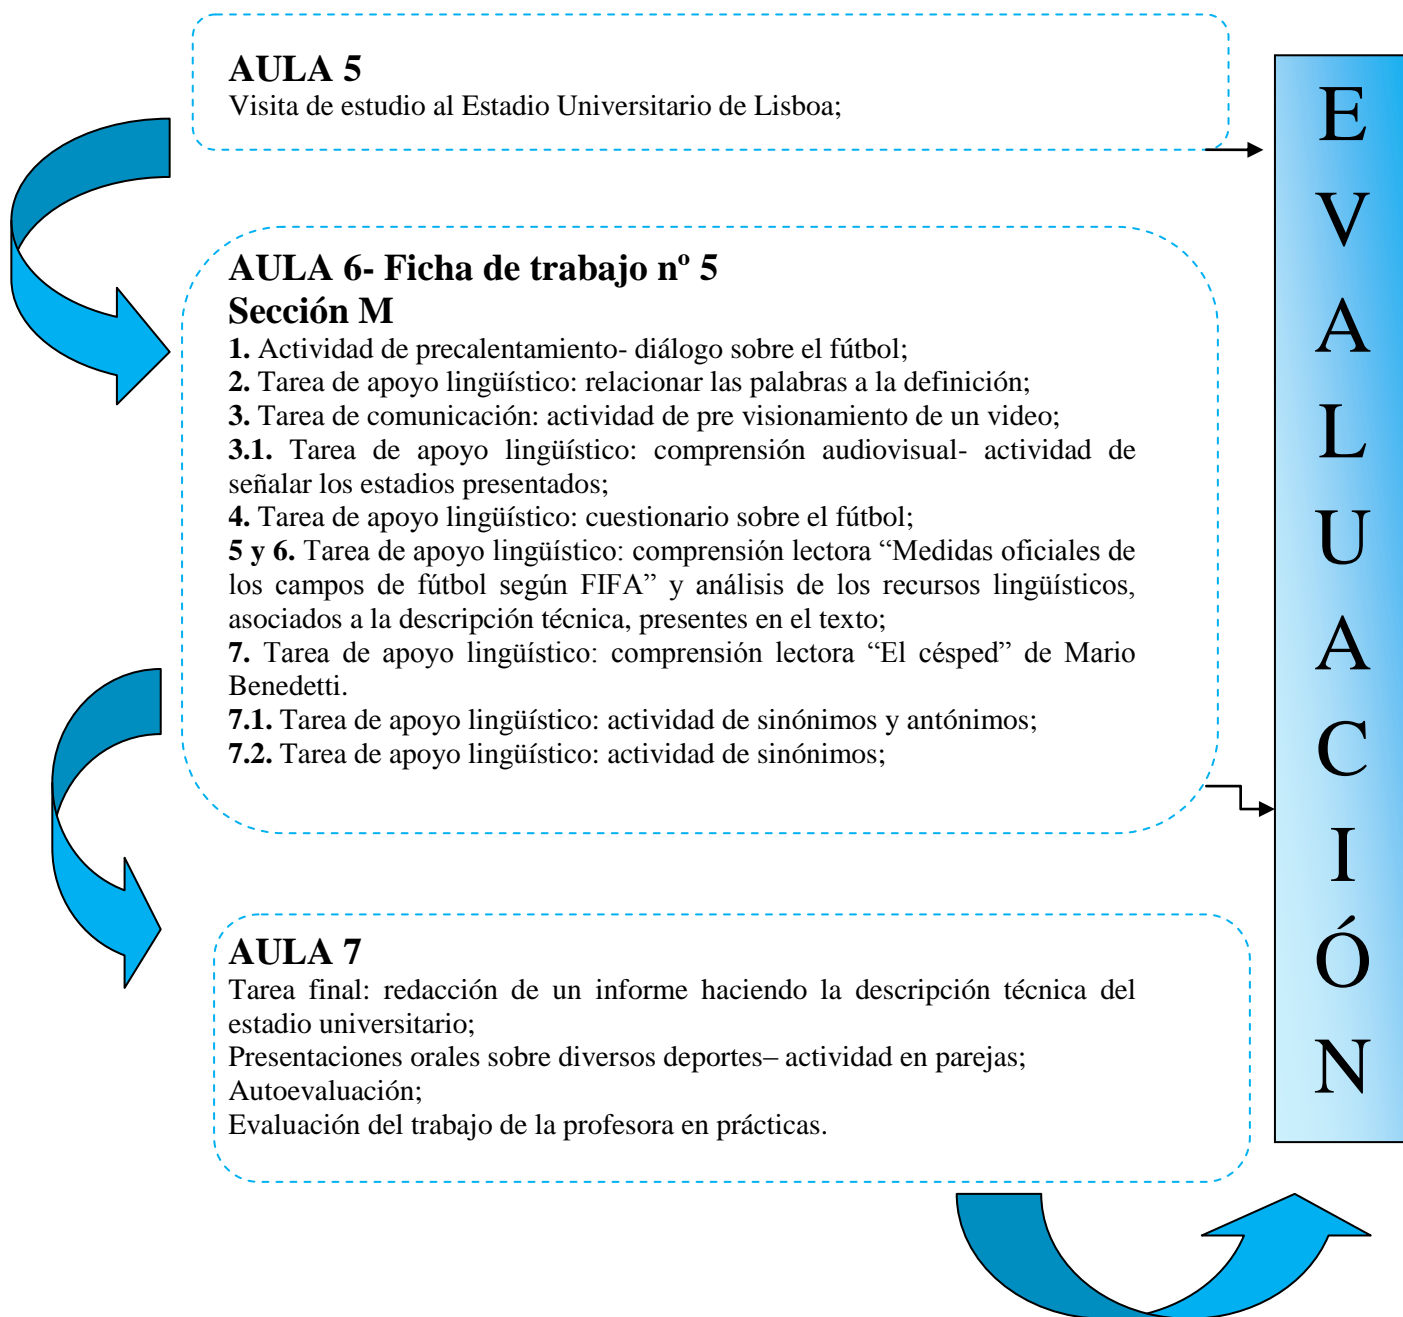 AULA 5
Visita de estudio al Estadio Universitario de Lisboa;
AULA 6- Ficha de trabajo nº 5
Sección M
1. Actividad de precalentamiento- diálogo sobre el fútbol;
2. Tarea de apoyo lingüístico: relacionar las palabras a la definición;
3. Tarea de comunicación: actividad de pre visionamiento de un video;
3.1. Tarea de apoyo lingüístico: comprensión audiovisual- actividad de
señalar los estadios presentados;
4. Tarea de apoyo lingüístico: cuestionario sobre el fútbol;
5 y 6. Tarea de apoyo lingüístico: comprensión lectora “Medidas oficiales de
los campos de fútbol según FIFA” y análisis de los recursos lingüísticos,
asociados a la descripción técnica, presentes en el texto;
7. Tarea de apoyo lingüístico: comprensión lectora “El césped” de Mario
Benedetti.
7.1. Tarea de apoyo lingüístico: actividad de sinónimos y antónimos;
7.2. Tarea de apoyo lingüístico: actividad de sinónimos;
AULA 7
Tarea final: redacción de un informe haciendo la descripción técnica del
estadio universitario;
Presentaciones orales sobre diversos deportes– actividad en parejas;
Autoevaluación;
Evaluación del trabajo de la profesora en prácticas.
EVALUACIÓN